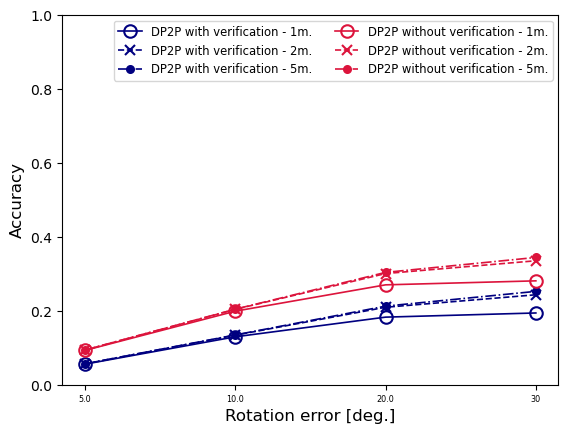 DP2P with verification - 1m.
DP2P with verification - 2m.
DP2P with verification - 5m.
DP2P without verification - 1m.
DP2P without verification - 2m.
DP2P without verification - 5m.
1.0
0.8
0.6
0.4
0.2
0.0
Accuracy
5.0 10.0 20.0 30
Rotation error [deg.]